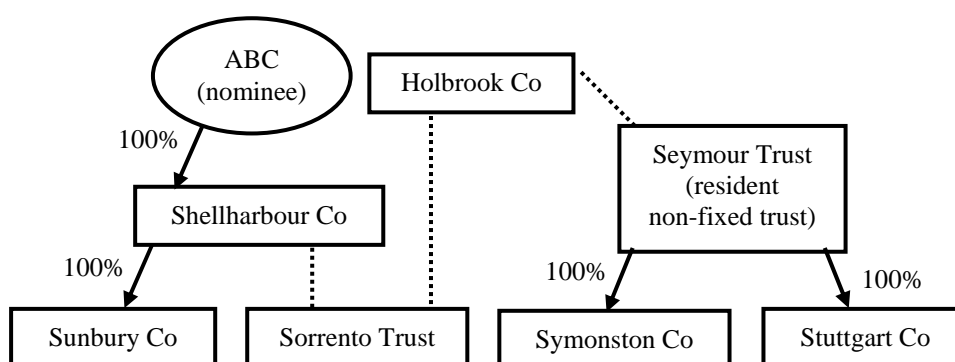 ABC
(nominee)
Holbrook Co
100%
Seymour Trust
(resident
non-fixed trust)
Shellharbour Co
100%
100%
100%
Sunbury Co
Sorrento Trust
Symonston Co
Stuttgart Co